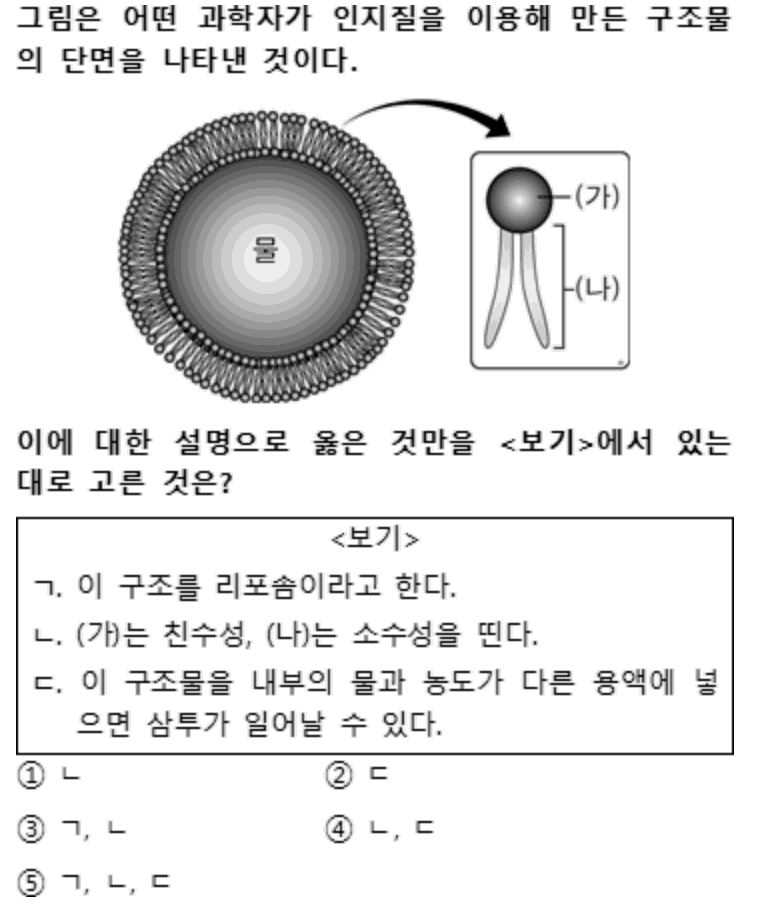 그림은 어떤 과학자가 인지질을 이용해 만든 구조물
의 단면을 나타낸 것이다.
물
(가)
(나)
이에 대한 설명으로 옳은 것만을 <보기>에서 있는
대로 고른 것은?
<보기>
ㄱ. 이 구조를 리포솜이라고 한다.
ㄴ. (가)는 친수성, (나)는 소수성을 띤다.
ㄷ. 이 구조물을 내부의 물과 농도가 다른 용액에 넣
으면 삼투가 일어날 수 있다.
① ㄴ ② ㄷ
③ ㄱ, ㄴ ④ ㄴ, ㄷ
⑤ ㄱ, ㄴ, ㄷ